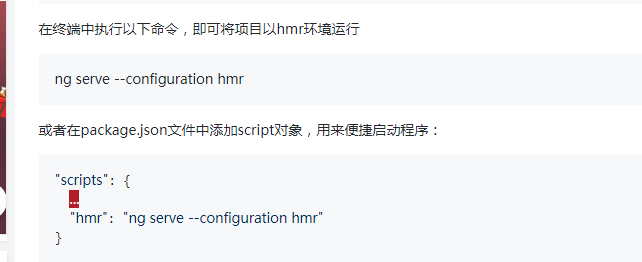 在终端中执行以下命令，即可将项目以hmr环境运行
ng serve --configuration hmr
或者在package.json文件中添加script对象，用来便捷启动程序：
"scripts": {
...
"hmr": "ng serve --configuration hmr"
}